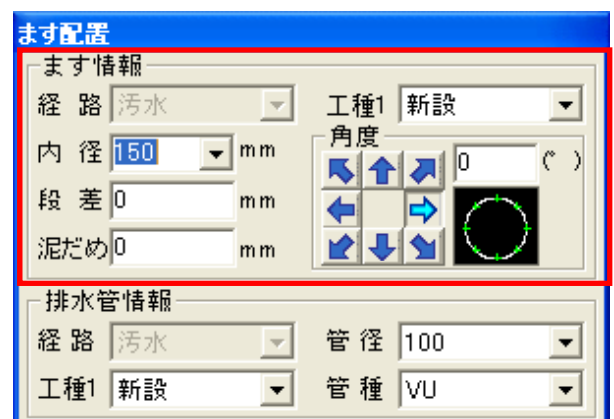 ます配置
ます情報
経 路 汚水 工種1 新設
内 径 150 mm 角度
0 (° )
段 差 0 mm
泥だめ 0 mm
排水管情報
経 路 汚水 管 径 100
工種1 新設 管 種 VU